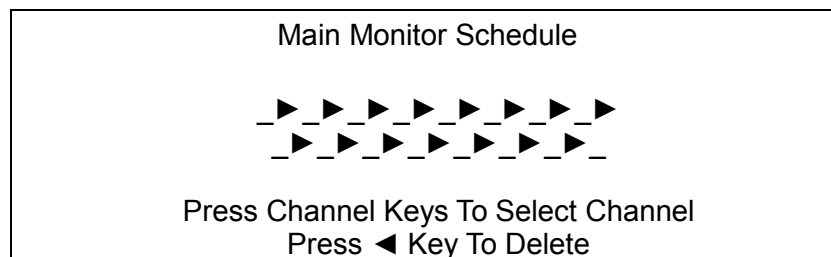 Main Monitor Schedule
_►_►_►_►_►_►_►_►
_►_►_►_►_►_►_►_
Press Channel Keys To Select Channel
Press ◄ Key To Delete